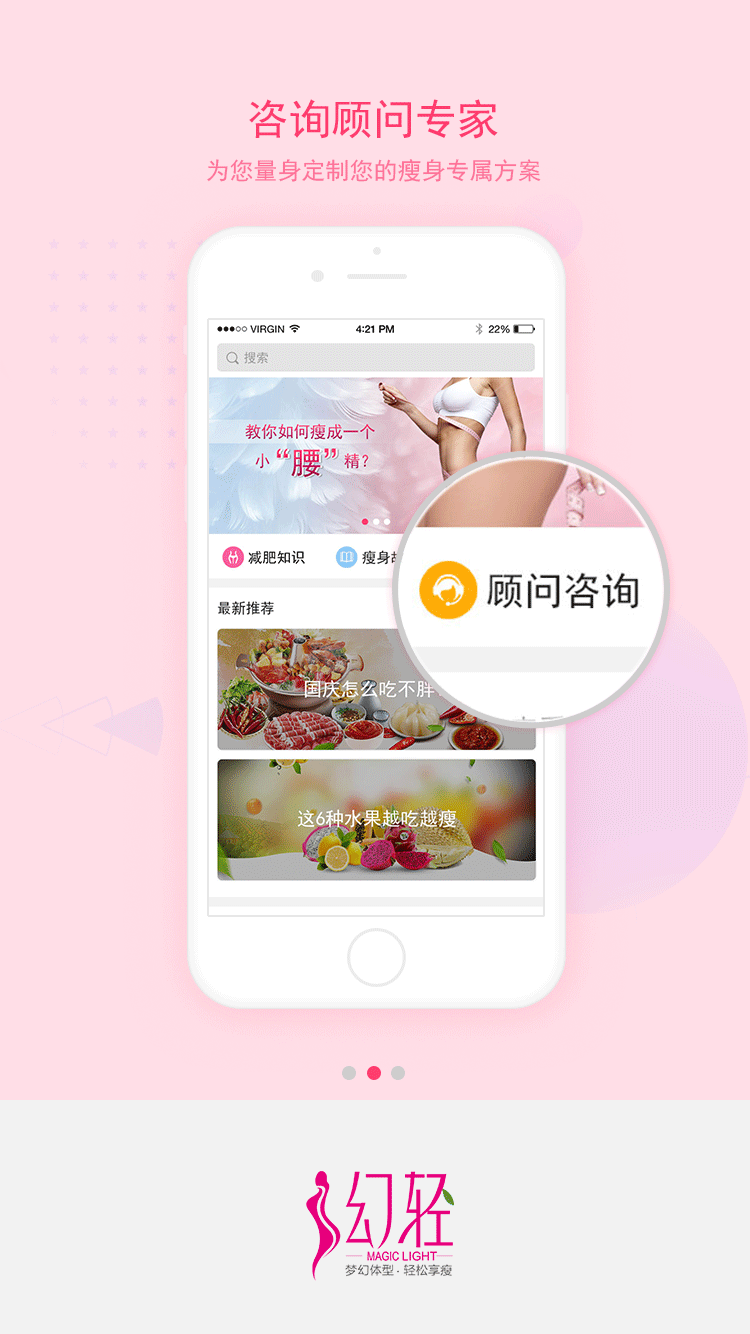 咨询顾问专家
为您量身定制您的瘦身专属方案
VIRGIN 4:21 PM 22%
搜索
教你如何瘦成一个
小“腰”精？
减肥知识 瘦身
顾问咨询
最新推荐
国庆怎么吃不胖
这6种水果越吃越瘦
幻轻
MAGIC LIGHT
梦幻体型·轻松享瘦